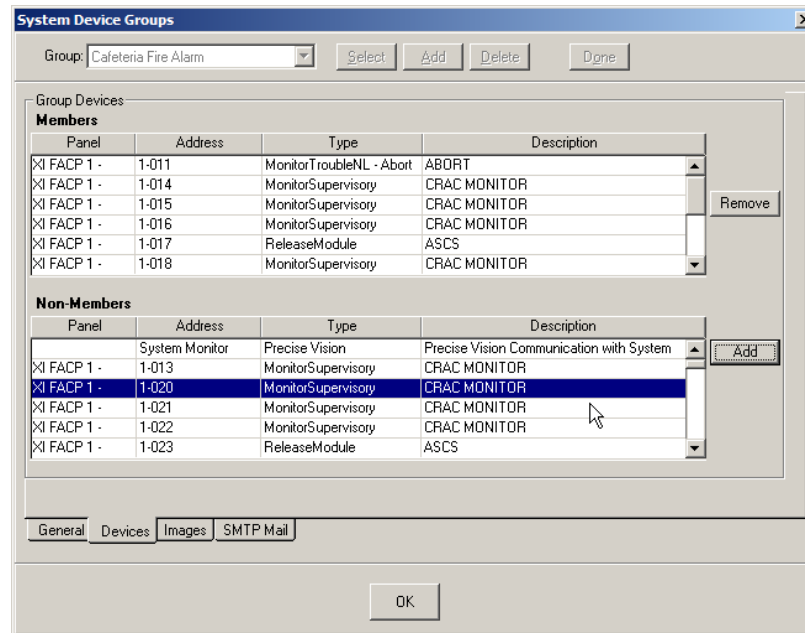 System Device Groups
Group: Cafeteria Fire Alarm Select Add Delete Done
Group Devices
Members
Panel Address Type Description
XI FACP 1 - 1-011 MonitorTroubleNL - Abort ABORT
XI FACP 1 - 1-014 MonitorSupervisory CRAC MONITOR
XI FACP 1 - 1-015 MonitorSupervisory CRAC MONITOR
XI FACP 1 - 1-016 MonitorSupervisory CRAC MONITOR
XI FACP 1 - 1-017 ReleaseModule ASCS
XI FACP 1 - 1-018 MonitorSupervisory CRAC MONITOR
Remove
Non-Members
Panel Address Type Description
System Monitor Precise Vision Precise Vision Communication with System
XI FACP 1 - 1-013 MonitorSupervisory CRAC MONITOR
XI FACP 1 - 1-020 MonitorSupervisory CRAC MONITOR
XI FACP 1 - 1-021 MonitorSupervisory CRAC MONITOR
XI FACP 1 - 1-022 MonitorSupervisory CRAC MONITOR
XI FACP 1 - 1-023 ReleaseModule ASCS
Add
General Devices Images SMTP Mail
OK